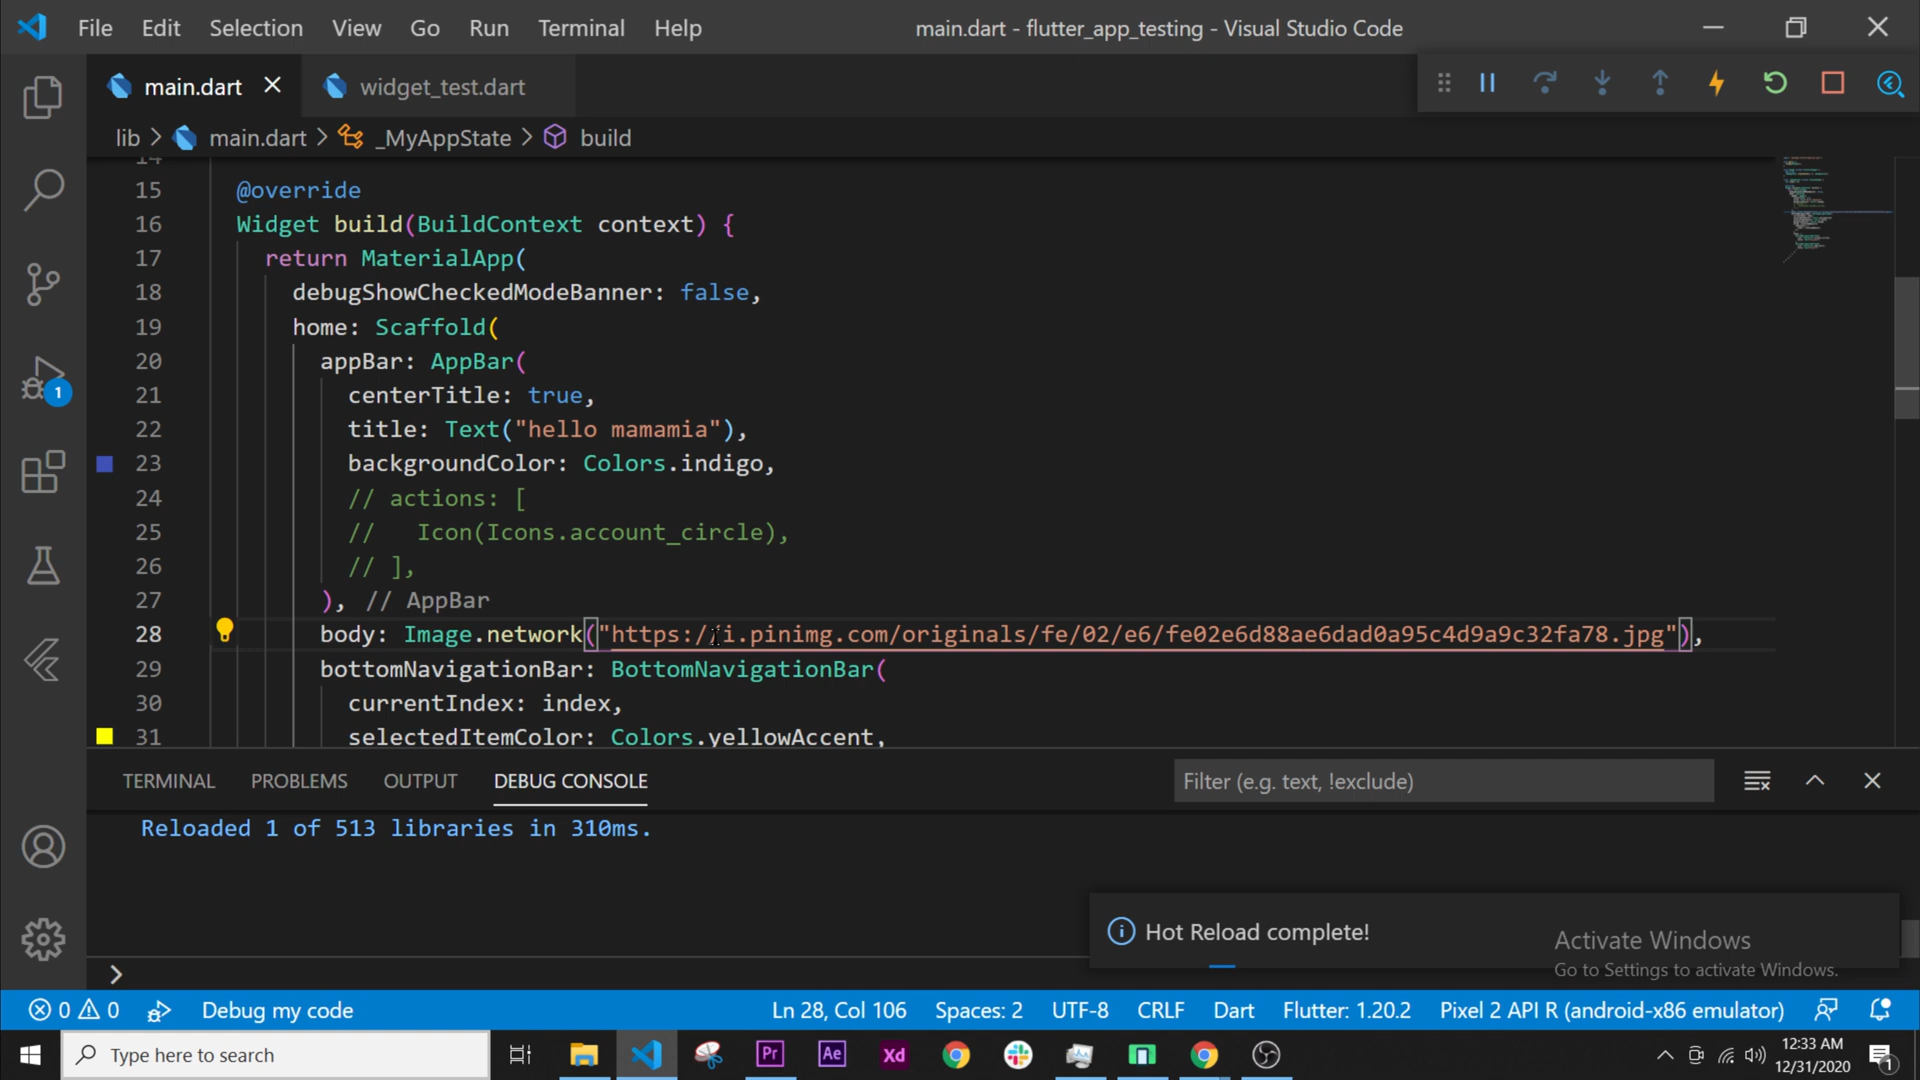 File Edit Selection View Go Run Terminal Help
main.dart - flutter_app_testing - Visual Studio Code
main.dart
widget_test.dart
lib > main.dart > _MyAppState > build
14
15 @override
16 Widget build(BuildContext context) {
17 return MaterialApp(
18 debugShowCheckedModeBanner: false,
19 home: Scaffold(
20 appBar: AppBar(
21 centerTitle: true,
22 title: Text("hello mamamia"),
23 backgroundColor: Colors.indigo,
24 // actions: [
25 //   Icon(Icons.account_circle),
26 // ],
27 ), // AppBar
28 body: Image.network("https://i.pinimg.com/originals/fe/02/e6/fe02e6d88ae6dad0a95c4d9a9c32fa78.jpg"),
29 bottomNavigationBar: BottomNavigationBar(
30 currentIndex: index,
31 selectedItemColor: Colors.yellowAccent,
1
TERMINAL PROBLEMS OUTPUT DEBUG CONSOLE
Filter (e.g. text, !exclude)
Reloaded 1 of 513 libraries in 310ms.
Hot Reload complete!
Activate Windows
Go to Settings to activate Windows.
0 0 Debug my code
Ln 28, Col 106 Spaces: 2 UTF-8 CRLF Dart Flutter: 1.20.2 Pixel 2 API R (android-x86 emulator)
Type here to search
Pr Ae Xd
12:33 AM
12/31/2020
1